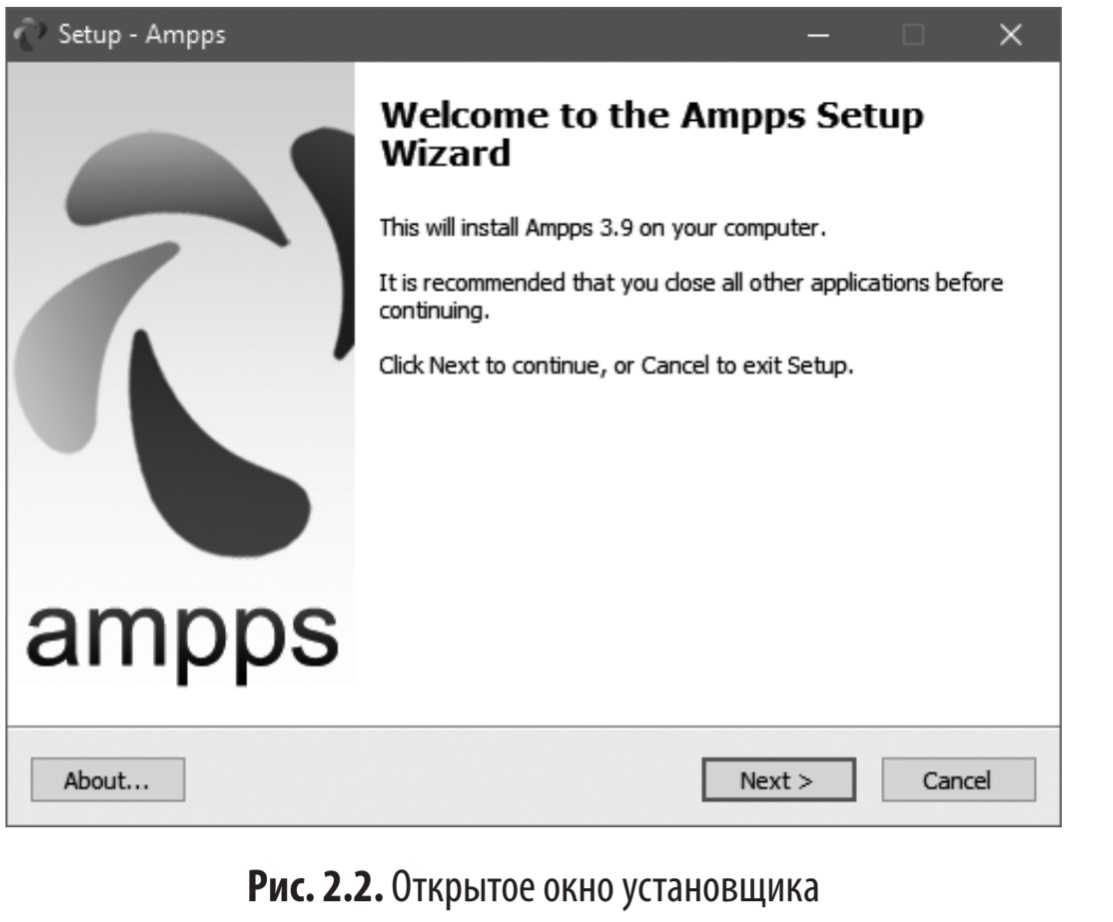 Setup - Ampps
Welcome to the Ampps Setup
Wizard
This will install Ampps 3.9 on your computer.
It is recommended that you close all other applications before
continuing.
Click Next to continue, or Cancel to exit Setup.
ampps
About...
Next >
Cancel
Рис. 2.2. Открытое окно установщика